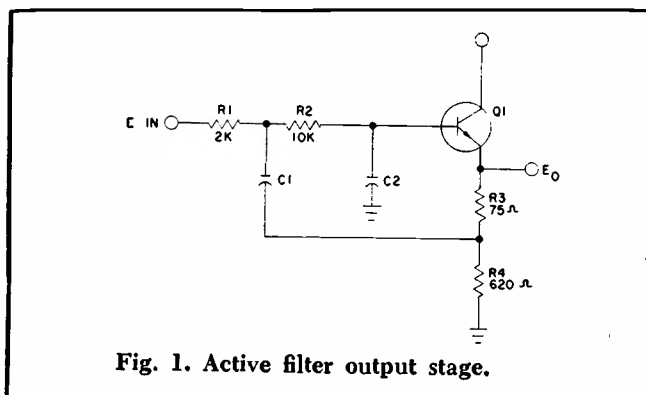 E IN
R1
2K
R2
10K
C1
C2
Q1
E₀
R3
75Ω
R4
620Ω
Fig. 1. Active filter output stage.